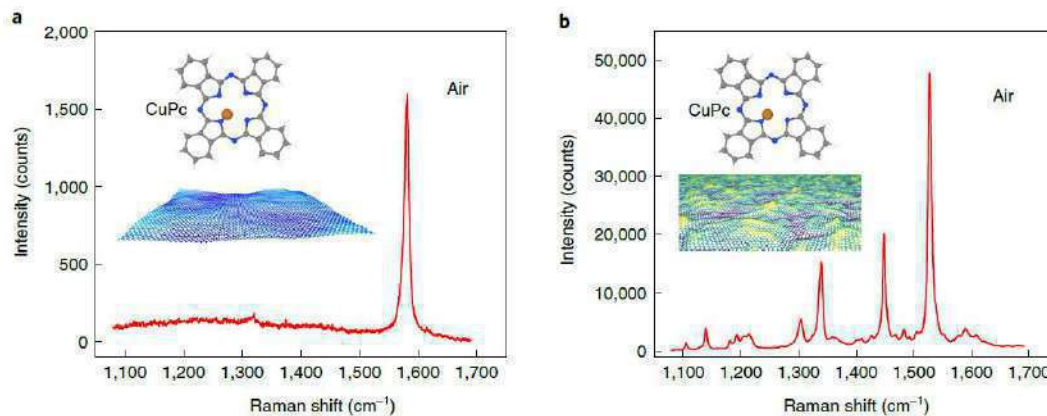 a
2,000
1,500
1,000
500
0
Intensity (counts)
CuPc
Air
1,100 1,200 1,300 1,400 1,500 1,600 1,700
Raman shift (cm⁻¹)
b
50,000
40,000
30,000
20,000
10,000
0
Intensity (counts)
CuPc
Air
1,100 1,200 1,300 1,400 1,500 1,600 1,700
Raman shift (cm⁻¹)